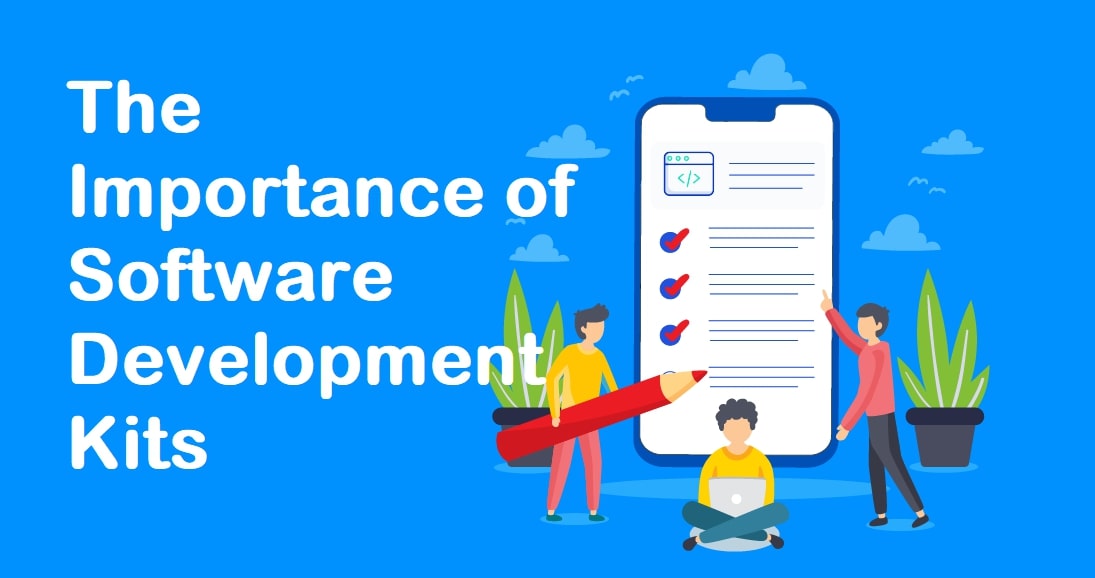 The
Importance of
Software
Development
Kits
</>